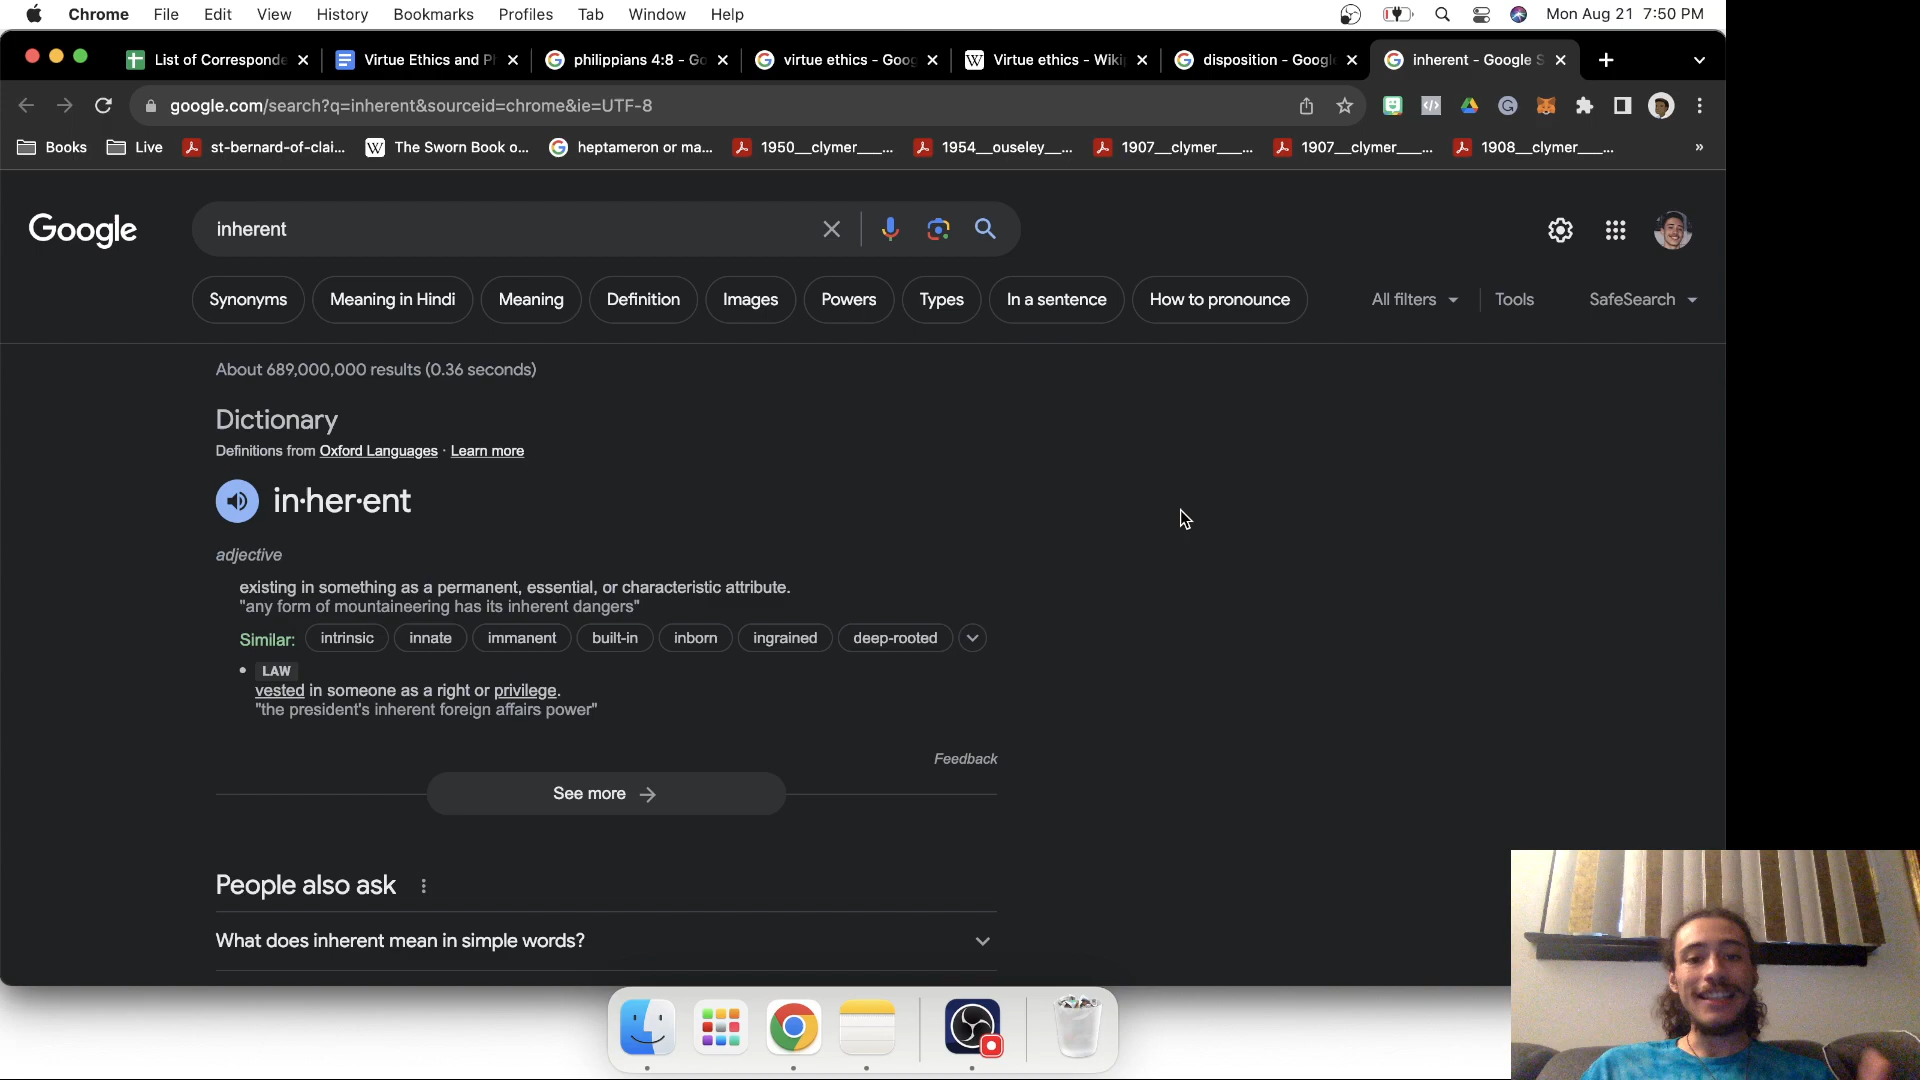 Chrome File Edit View History Bookmarks Profiles Tab Window Help Mon Aug 21 7:50 PM
List of Corresponde Virtue Ethics and Pl philippians 4:8 - Go virtue ethics - Goog Virtue ethics - Wiki disposition - Google inherent - Google S
google.com/search?q=inherent&sourceid=chrome&ie=UTF-8
Books Live st-bernard-of-clai... The Sworn Book o... heptameron or ma... 1950__clymer___... 1954__ouseley__... 1907__clymer___... 1907__clymer___... 1908__clymer___... »
Google inherent
Synonyms Meaning in Hindi Meaning Definition Images Powers Types In a sentence How to pronounce All filters Tools SafeSearch
About 689,000,000 results (0.36 seconds)
Dictionary
Definitions from Oxford Languages · Learn more
in·her·ent
adjective
existing in something as a permanent, essential, or characteristic attribute.
"any form of mountaineering has its inherent dangers"
Similar: intrinsic innate immanent built-in inborn ingrained deep-rooted
• LAW
vested in someone as a right or privilege.
"the president's inherent foreign affairs power"
Feedback
See more →
People also ask
What does inherent mean in simple words?